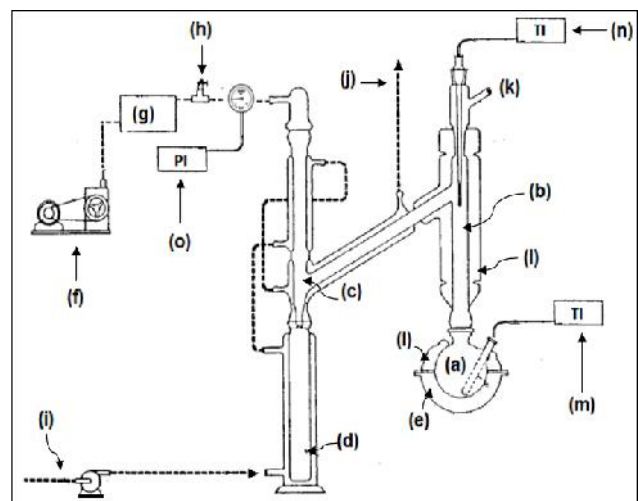 TI
(n)
(h)
(j)
(k)
(g)
PI
(b)
(o)
(l)
(f)
(c)
TI
(l)
(a)
(e)
(m)
(i)
(d)